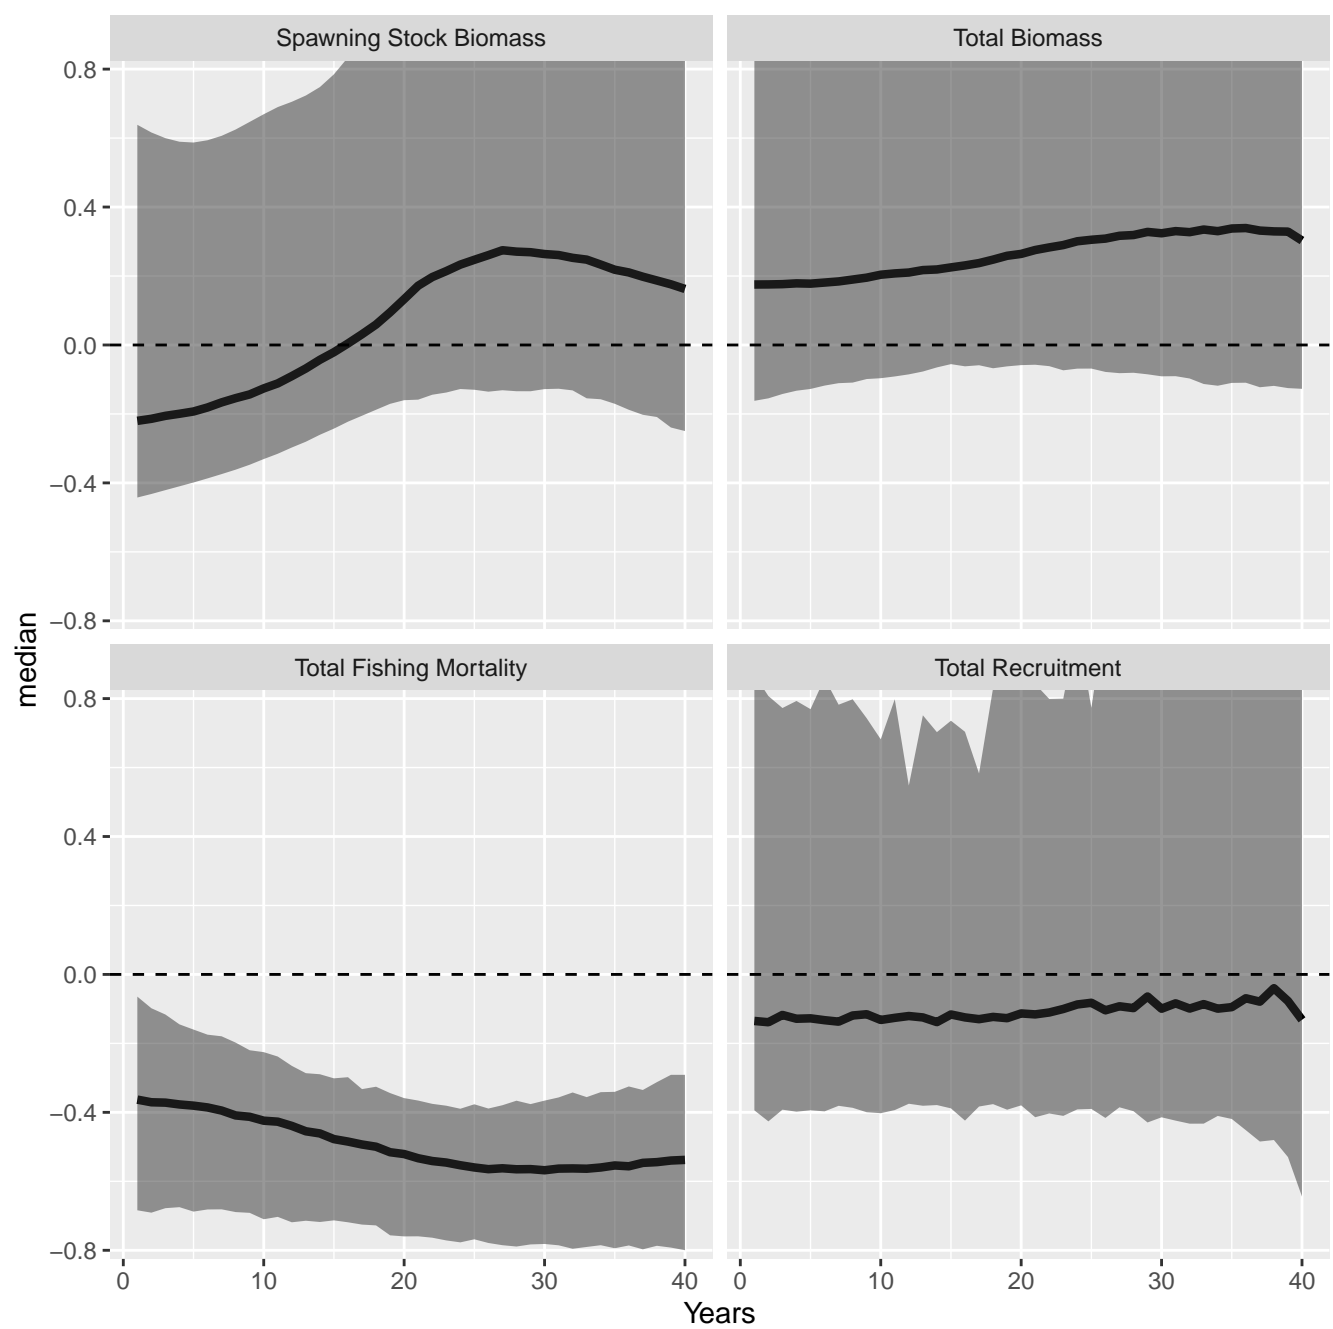 Spawning Stock Biomass
Total Biomass
0.8
0.4
0.0
−0.4
−0.8
median
Total Fishing Mortality
Total Recruitment
0.8
0.4
0.0
−0.4
−0.8
0 10 20 30 40
0 10 20 30 40
Years